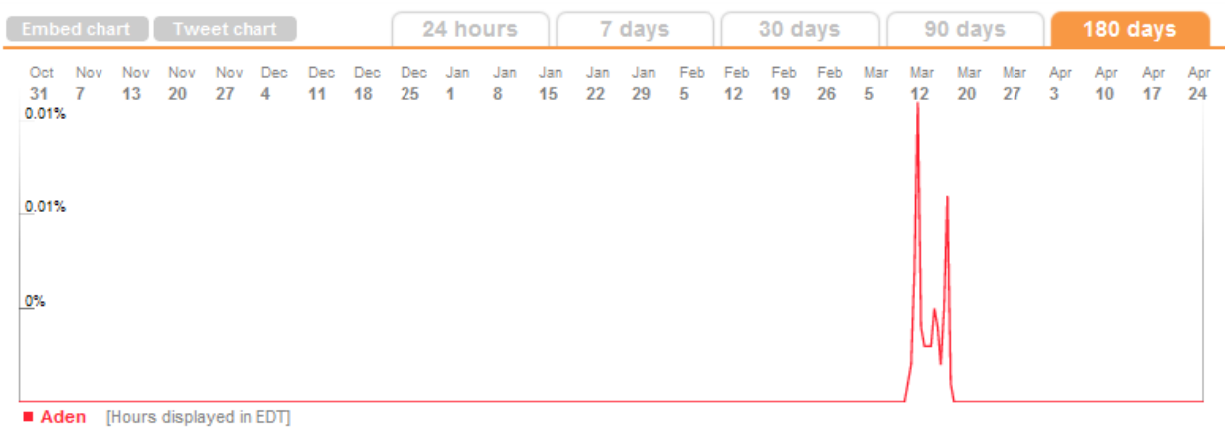 Embed chart Tweet chart 24 hours 7 days 30 days 90 days 180 days
Oct Nov Nov Nov Nov Dec Dec Dec Dec Jan Jan Jan Jan Jan Feb Feb Feb Feb Mar Mar Mar Mar Apr Apr Apr Apr
31 7 13 20 27 4 11 18 25 1 8 15 22 29 5 12 19 26 5 12 20 27 3 10 17 24
0.01%
0.01%
0%
Aden [Hours displayed in EDT]